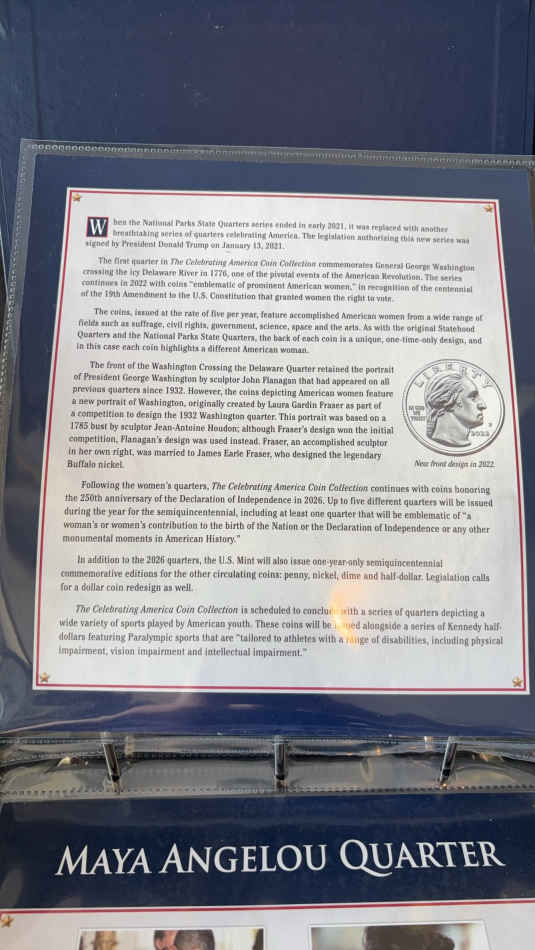 When the National Parks State Quarters series ended in early 2021, it was replaced with another
breathtaking series of quarters celebrating America. The legislation authorizing this new series was
signed by President Donald Trump on January 13, 2021.
The first quarter in The Celebrating America Coin Collection commemorates General George Washington
crossing the icy Delaware River in 1776, one of the pivotal events of the American Revolution. The series
continues in 2022 with coins “emblematic of prominent American women,” in recognition of the centennial
of the 19th Amendment to the U.S. Constitution that granted women the right to vote.
The coins, issued at the rate of five per year, feature accomplished American women from a wide range of
fields such as suffrage, civil rights, government, science, space and the arts. As with the original Statehood
Quarters and the National Parks State Quarters, the back of each coin is a unique, one-time-only design, and
in this case each coin highlights a different American woman.
The front of the Washington Crossing the Delaware Quarter retained the portrait
of President George Washington by sculptor John Flanagan that had appeared on all
previous quarters since 1932. However, the coins depicting American women feature
a new portrait of Washington, originally created by Laura Gardin Fraser as part of
a competition to design the 1932 Washington quarter. This portrait was based on a
1785 bust by sculptor Jean-Antoine Houdon; although Fraser’s design won the initial
competition, Flanagan’s design was used instead. Fraser, an accomplished sculptor
in her own right, was married to James Earle Fraser, who designed the legendary
Buffalo nickel.
LIBERTY
IN GOD
WE
TRUST
2022
New front design in 2022.
Following the women’s quarters, The Celebrating America Coin Collection continues with coins honoring
the 250th anniversary of the Declaration of Independence in 2026. Up to five different quarters will be issued
during the year for the semiquincentennial, including at least one quarter that will be emblematic of “a
woman’s or women’s contribution to the birth of the Nation or the Declaration of Independence or any other
monumental moments in American History.”
In addition to the 2026 quarters, the U.S. Mint will also issue one-year-only semiquincentennial
commemorative editions for the other circulating coins: penny, nickel, dime and half-dollar. Legislation calls
for a dollar coin redesign as well.
The Celebrating America Coin Collection is scheduled to conclude with a series of quarters depicting a
wide variety of sports played by American youth. These coins will be issued alongside a series of Kennedy half-
dollars featuring Paralympic sports that are “tailored to athletes with a range of disabilities, including physical
impairment, vision impairment and intellectual impairment.”
MAYA ANGELOU QUARTER